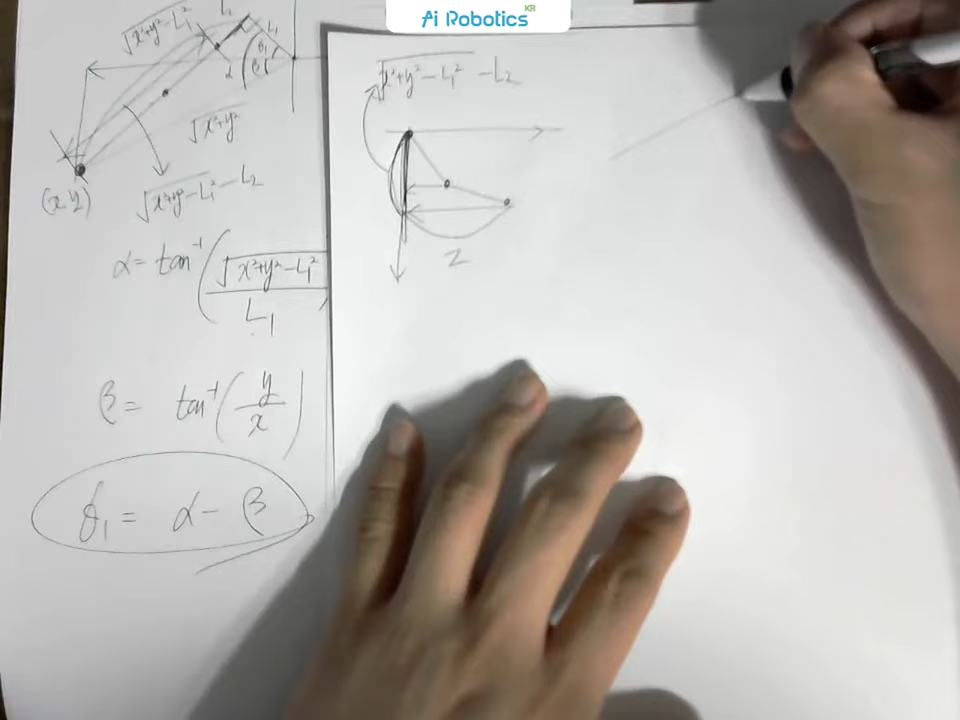 Ai Robotics KR
√x²+y²-L₁²
L₂
L₁
θ₁
α
β
√x²+y²
(x,y)
√x²+y²-L₁² - L₂
α = tan⁻¹(√x²+y²-L₁² / L₁)
β = tan⁻¹(y/x)
θ₁ = α - β
√x²+y²-L₁² - L₂
z